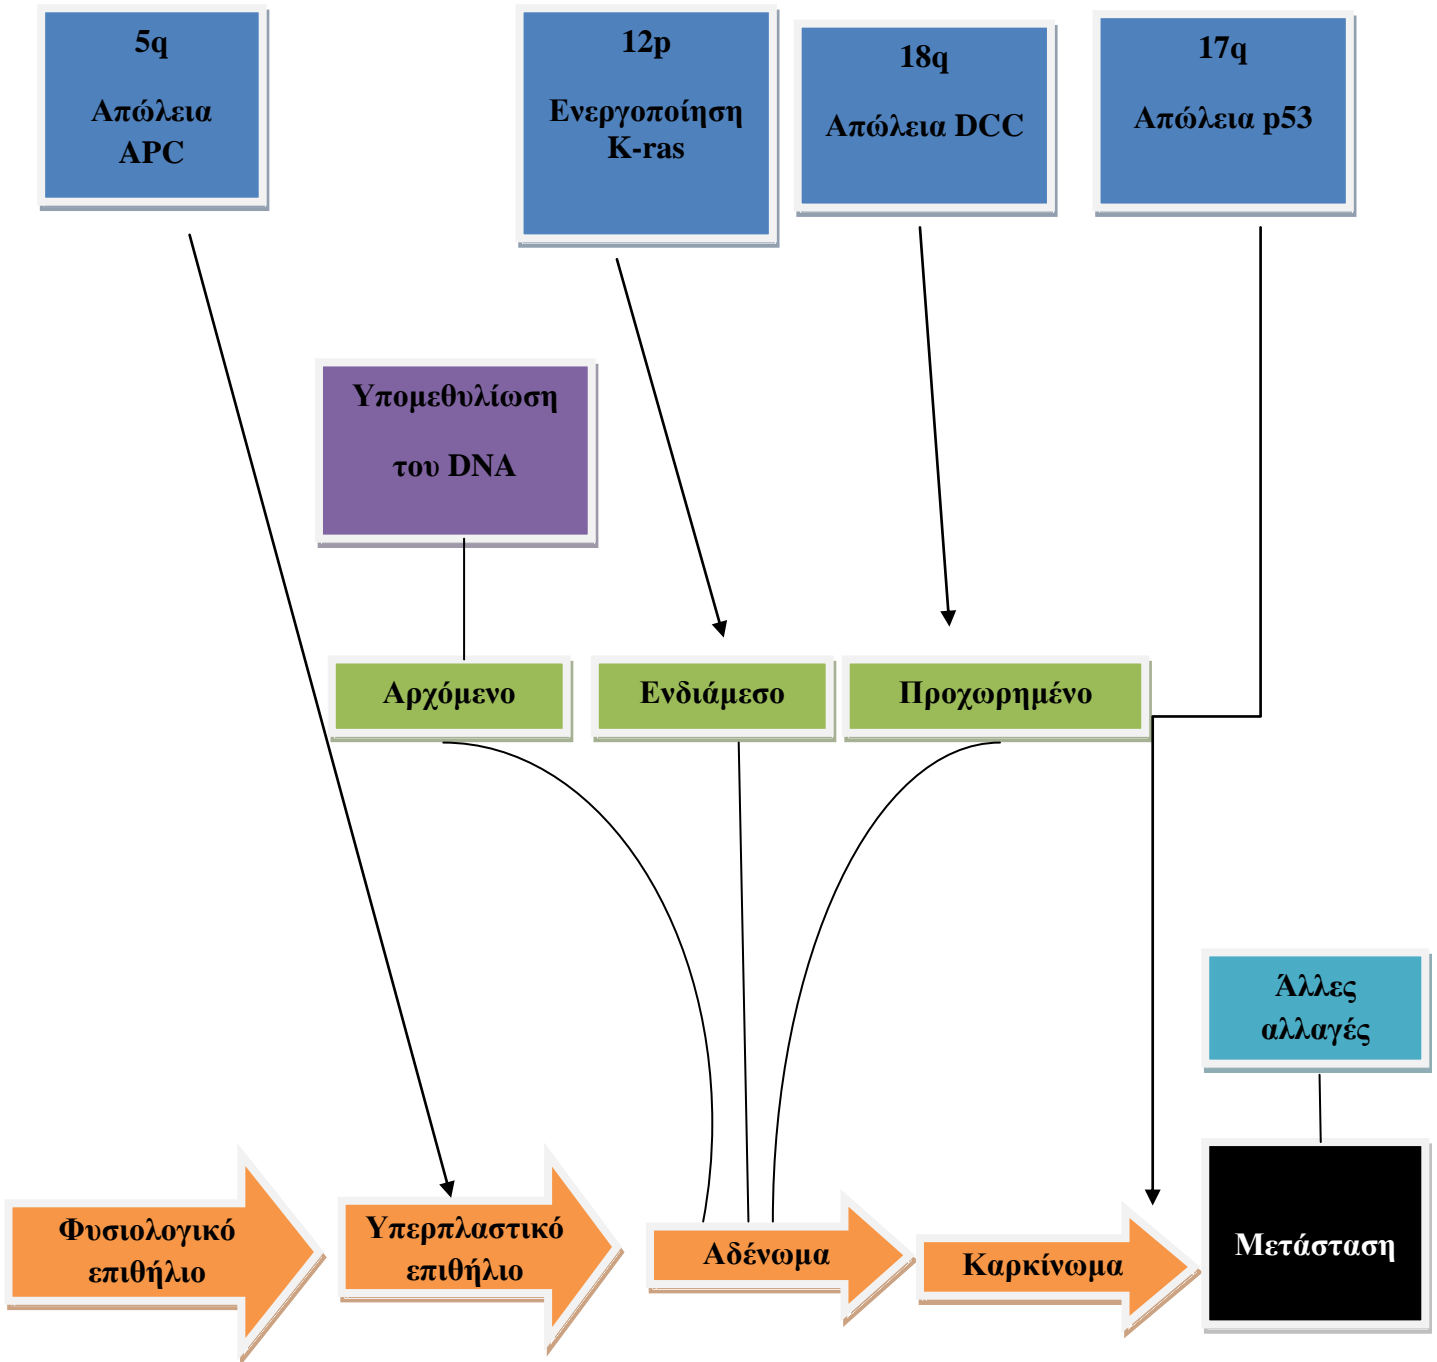 5q
Απώλεια
APC
12p
Ενεργοποίηση
K-ras
18q
Απώλεια DCC
17q
Απώλεια p53
Υπομεθυλίωση
του DNA
Αρχόμενο
Ενδιάμεσο
Προχωρημένο
Άλλες
αλλαγές
Φυσιολογικό
επιθήλιο
Υπερπλαστικό
επιθήλιο
Αδένωμα
Καρκίνωμα
Μετάσταση